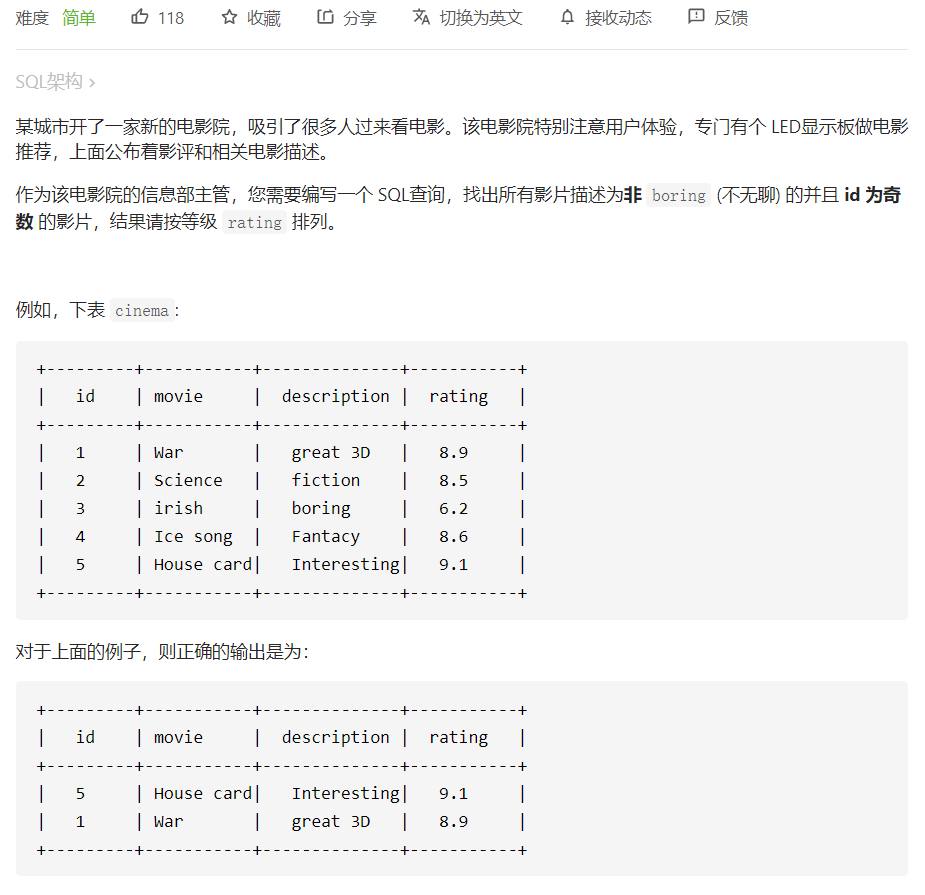 难度 简单 118 收藏 分享 切换为英文 接收动态 反馈
SQL架构 >
某城市开了一家新的电影院，吸引了很多人过来看电影。该电影院特别注意用户体验，专门有个 LED显示板做电影
推荐，上面公布着影评和相关电影描述。
作为该电影院的信息部主管，您需要编写一个 SQL查询，找出所有影片描述为非 boring (不无聊) 的并且 id 为奇
数 的影片，结果请按等级 rating 排列。
例如，下表 cinema:
+---------+-----------+--------------+-----------+
|   id    | movie     |  description |  rating   |
+---------+-----------+--------------+-----------+
|   1     | War       |   great 3D   |   8.9     |
|   2     | Science   |   fiction    |   8.5     |
|   3     | irish     |   boring     |   6.2     |
|   4     | Ice song  |   Fantacy    |   8.6     |
|   5     | House card|   Interesting|   9.1     |
+---------+-----------+--------------+-----------+
对于上面的例子，则正确的输出是为：
+---------+-----------+--------------+-----------+
|   id    | movie     |  description |  rating   |
+---------+-----------+--------------+-----------+
|   5     | House card|   Interesting|   9.1     |
|   1     | War       |   great 3D   |   8.9     |
+---------+-----------+--------------+-----------+